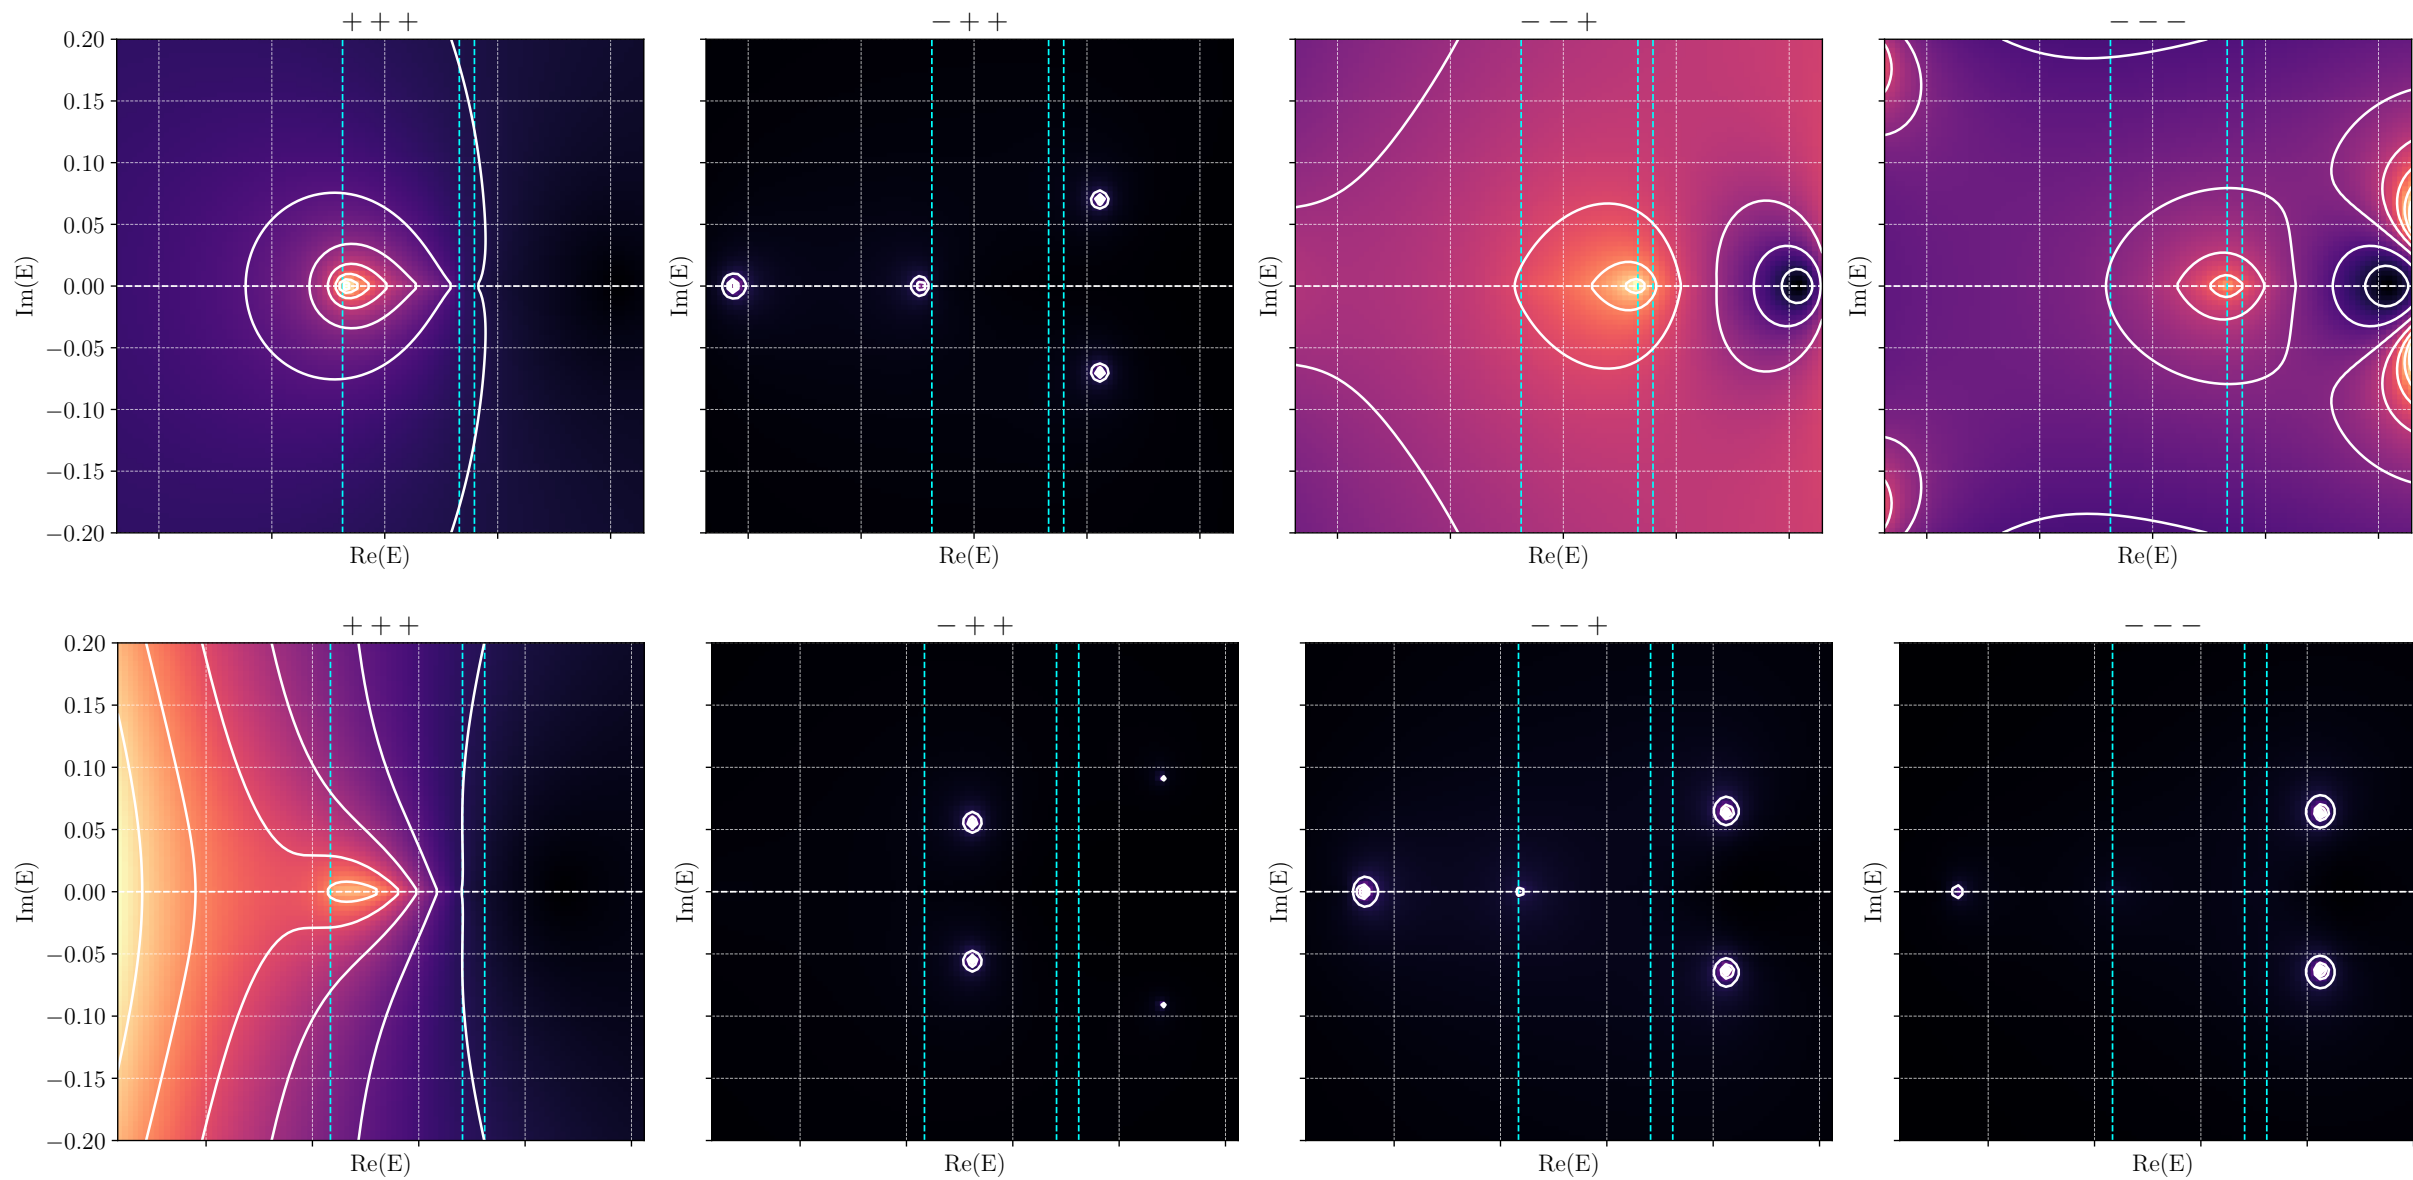 + + +
− + +
− − +
− − −
0.20
0.15
0.10
0.05
0.00
−0.05
−0.10
−0.15
−0.20
Im(E)
Im(E)
Im(E)
Im(E)
Re(E)
Re(E)
Re(E)
Re(E)
+ + +
− + +
− − +
− − −
0.20
0.15
0.10
0.05
0.00
−0.05
−0.10
−0.15
−0.20
Im(E)
Im(E)
Im(E)
Im(E)
Re(E)
Re(E)
Re(E)
Re(E)